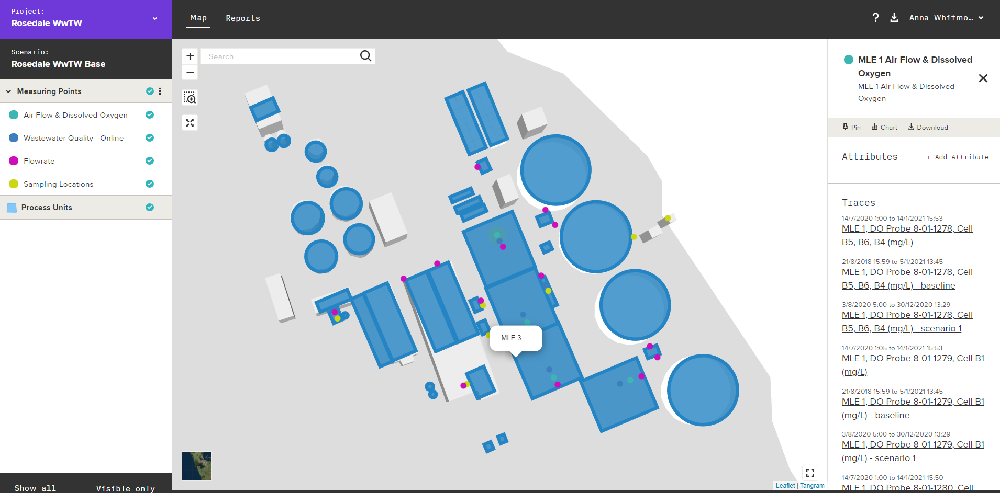 Project:
Rosedale WwTW
Map
Reports
?
Anna Whitmo…
Scenario:
Rosedale WwTW Base
Measuring Points
Air Flow & Dissolved Oxygen
Wastewater Quality - Online
Flowrate
Sampling Locations
Process Units
Show all
Visible only
+
Search
−
MLE 3
Leaflet | Tangram
MLE 1 Air Flow & Dissolved
Oxygen
MLE 1 Air Flow & Dissolved
Oxygen
Pin
Chart
Download
Attributes
+ Add Attribute
Traces
14/7/2020 1:00 to 14/1/2021 15:53
MLE 1, DO Probe 8-01-1278, Cell
B5, B6, B4 (mg/L)
21/8/2018 15:59 to 5/1/2021 13:45
MLE 1, DO Probe 8-01-1278, Cell
B5, B6, B4 (mg/L) - baseline
3/8/2020 5:00 to 30/12/2020 13:29
MLE 1, DO Probe 8-01-1278, Cell
B5, B6, B4 (mg/L) - scenario 1
14/7/2020 1:05 to 14/1/2021 15:53
MLE 1, DO Probe 8-01-1279, Cell B1
(mg/L)
21/8/2018 15:59 to 5/1/2021 13:45
MLE 1, DO Probe 8-01-1279, Cell B1
(mg/L) - baseline
3/8/2020 5:00 to 30/12/2020 13:29
MLE 1, DO Probe 8-01-1279, Cell B1
(mg/L) - scenario 1
14/7/2020 1:00 to 14/1/2021 15:50
MLE 1, DO Probe 8-01-1280, Cell